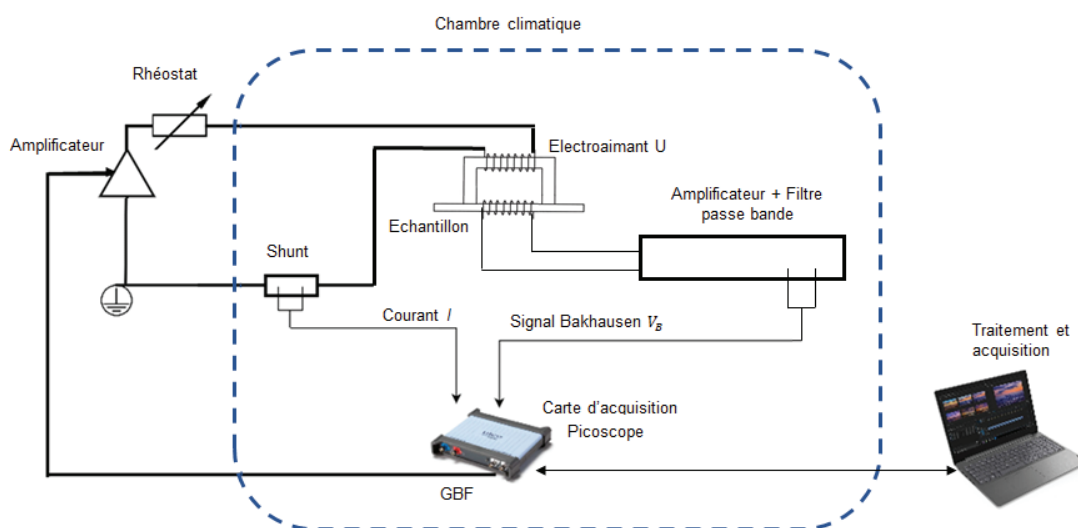 Chambre climatique
Rhéostat
Amplificateur
Electroaimant U
Amplificateur + Filtre
passe bande
Echantillon
Shunt
Courant I
Signal Bakhausen V_B
Traitement et
acquisition
Carte d'acquisition
Picoscope
GBF